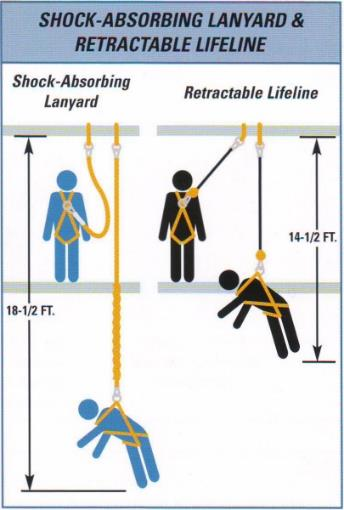 SHOCK-ABSORBING LANYARD &
RETRACTABLE LIFELINE
Shock-Absorbing
Lanyard
Retractable Lifeline
14-1/2 FT.
18-1/2 FT.